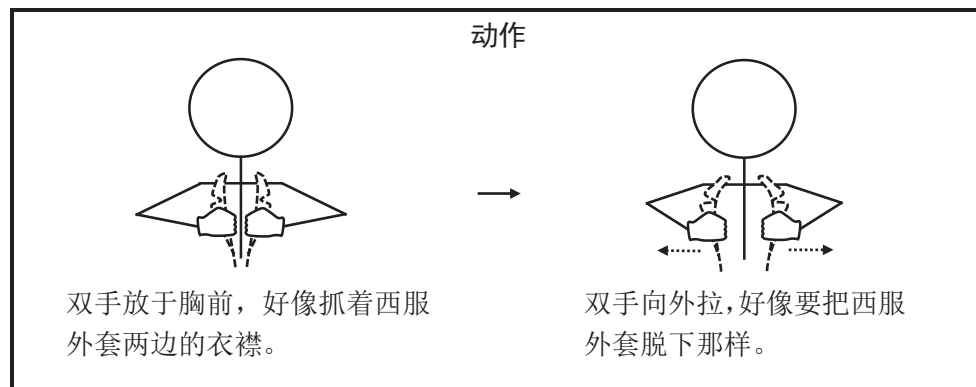 动作
双手放于胸前，好像抓着西服
外套两边的衣襟。
双手向外拉，好像要把西服
外套脱下那样。